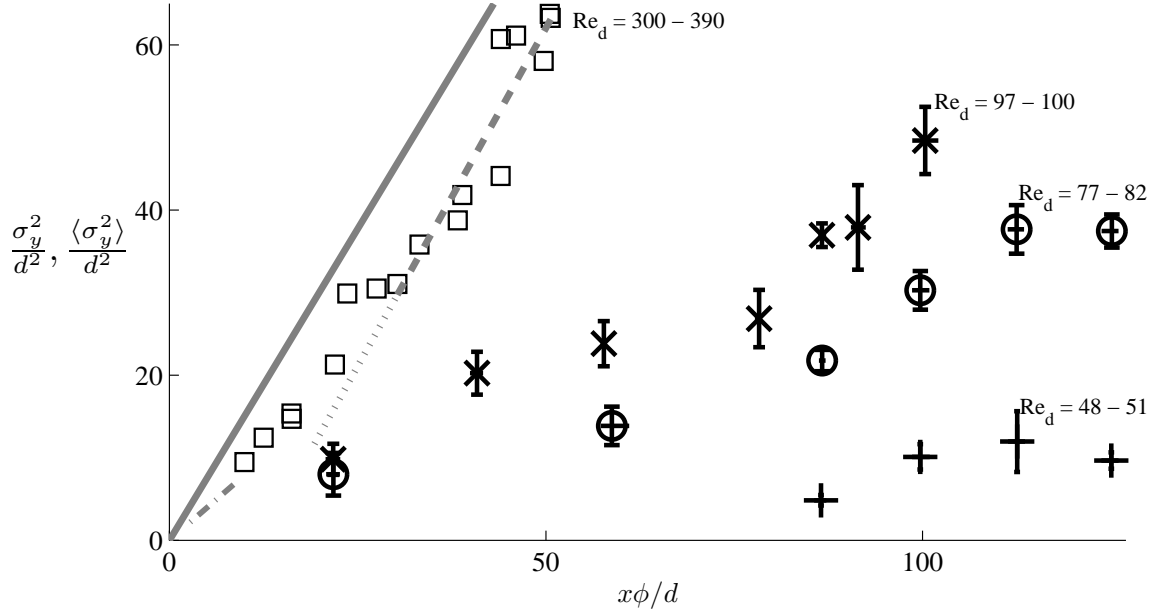 60
40
20
0
0
50
100
σ_y^2/d^2, ⟨σ_y^2⟩/d^2
xϕ/d
Re_d = 300 – 390
Re_d = 97 – 100
Re_d = 77 – 82
Re_d = 48 – 51